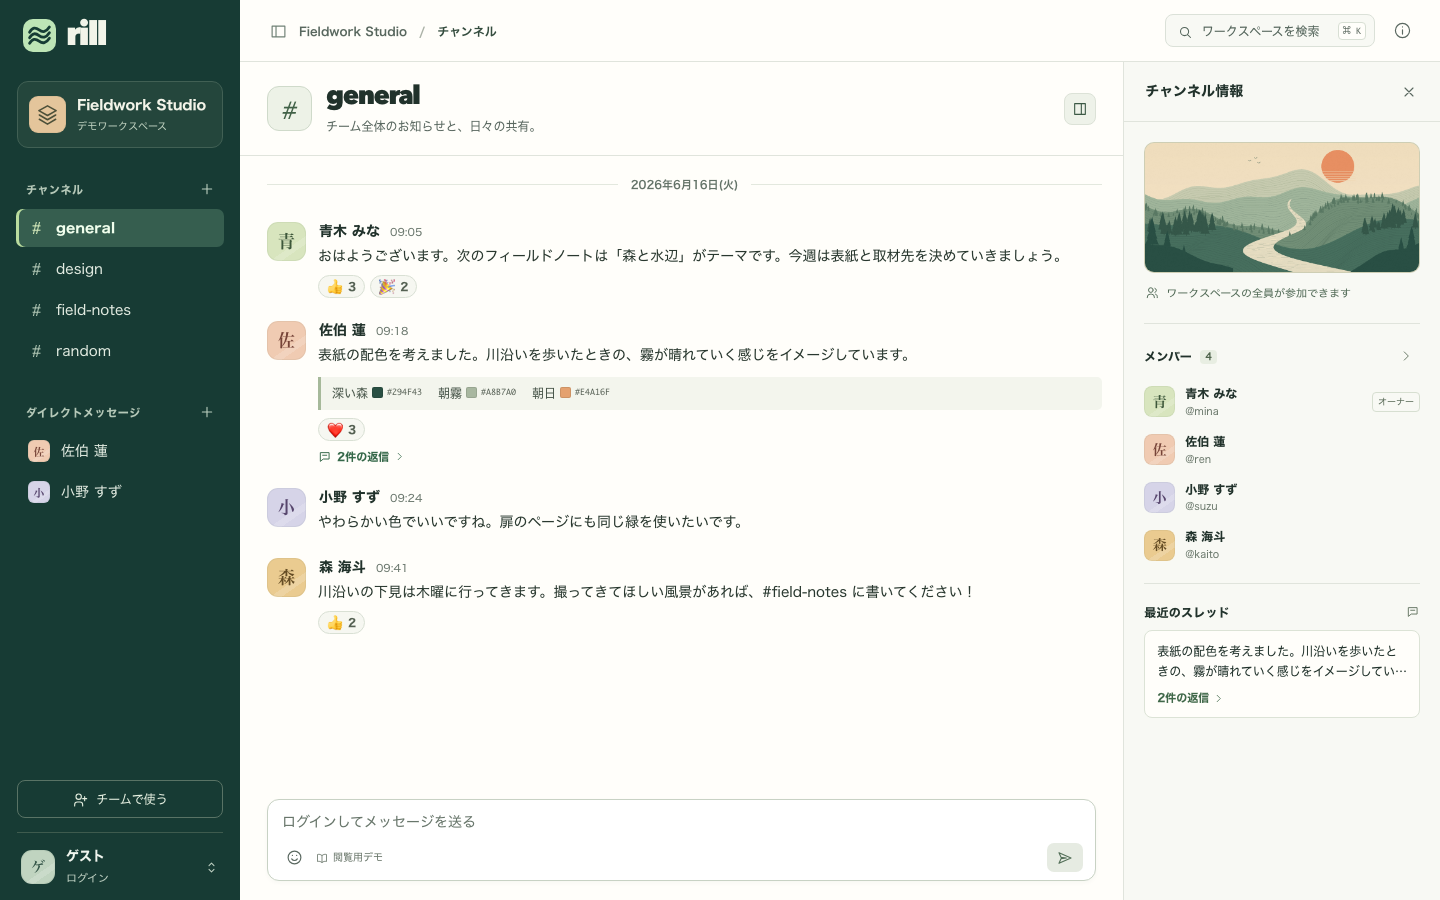 rill
Fieldwork Studio
デモワークスペース
チャンネル
# general
# design
# field-notes
# random
ダイレクトメッセージ
佐 佐伯 蓮
小 小野 すず
チームで使う
ゲ ゲスト
ログイン
Fieldwork Studio / チャンネル
ワークスペースを検索 ⌘ K
# general
チーム全体のお知らせと、日々の共有。
2026年6月16日(火)
青 青木 みな 09:05
おはようございます。次のフィールドノートは「森と水辺」がテーマです。今週は表紙と取材先を決めていきましょう。
👍 3 🎉 2
佐 佐伯 蓮 09:18
表紙の配色を考えました。川沿いを歩いたときの、霧が晴れていく感じをイメージしています。
深い森 #294F43 朝霧 #A8B7A0 朝日 #E4A16F
❤️ 3
2件の返信
小 小野 すず 09:24
やわらかい色でいいですね。扉のページにも同じ緑を使いたいです。
森 森 海斗 09:41
川沿いの下見は木曜に行ってきます。撮ってきてほしい風景があれば、#field-notes に書いてください！
👍 2
ログインしてメッセージを送る
閲覧用デモ
チャンネル情報
ワークスペースの全員が参加できます
メンバー 4
青 青木 みな
@mina
オーナー
佐 佐伯 蓮
@ren
小 小野 すず
@suzu
森 森 海斗
@kaito
最近のスレッド
表紙の配色を考えました。川沿いを歩いたと
きの、霧が晴れていく感じをイメージしてい…
2件の返信